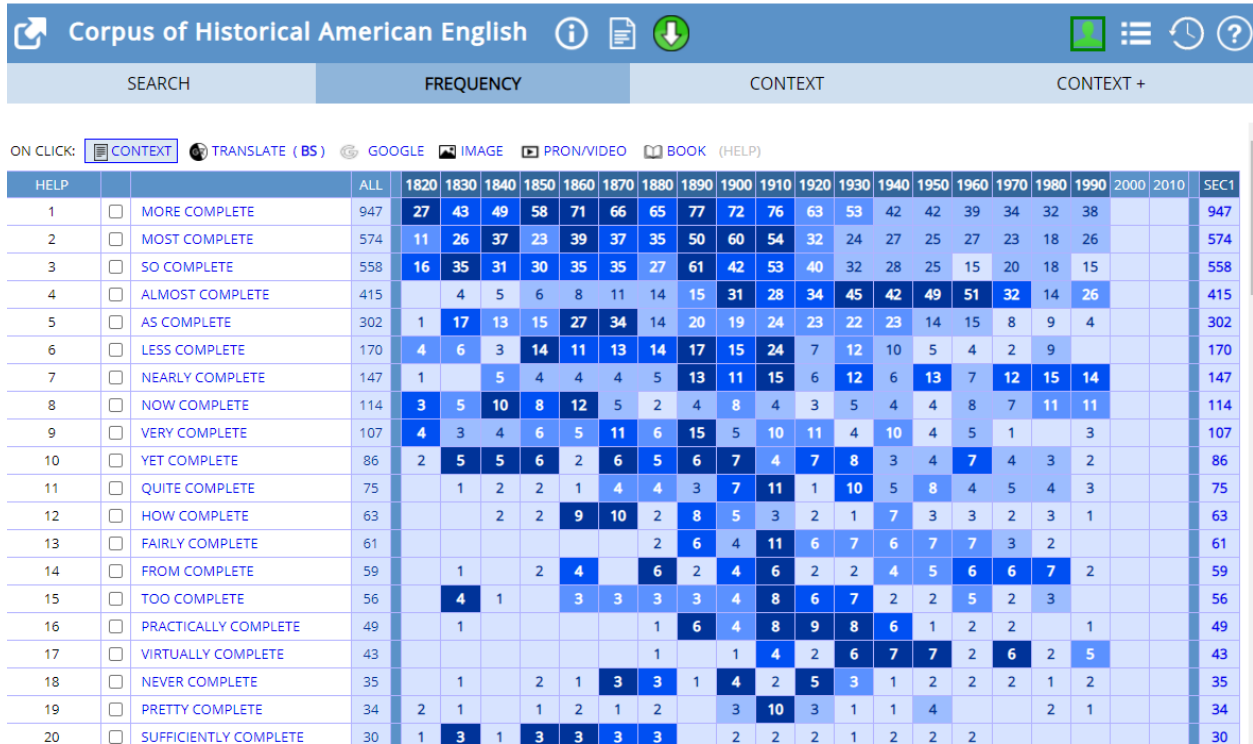 Corpus of Historical American English
SEARCH FREQUENCY CONTEXT CONTEXT +
ON CLICK: CONTEXT TRANSLATE ( BS ) GOOGLE IMAGE PRON/VIDEO BOOK (HELP)
HELP ALL 1820 1830 1840 1850 1860 1870 1880 1890 1900 1910 1920 1930 1940 1950 1960 1970 1980 1990 2000 2010 SEC1
1 MORE COMPLETE 947 27 43 49 58 71 66 65 77 72 76 63 53 42 42 39 34 32 38 947
2 MOST COMPLETE 574 11 26 37 23 39 37 35 50 60 54 32 24 27 25 27 23 18 26 574
3 SO COMPLETE 558 16 35 31 30 35 35 27 61 42 53 40 32 28 25 15 20 18 15 558
4 ALMOST COMPLETE 415 4 5 6 8 11 14 15 31 28 34 45 42 49 51 32 14 26 415
5 AS COMPLETE 302 1 17 13 15 27 34 14 20 19 24 23 22 23 14 15 8 9 4 302
6 LESS COMPLETE 170 4 6 3 14 11 13 14 17 15 24 7 12 10 5 4 2 9 170
7 NEARLY COMPLETE 147 1 5 4 4 4 5 13 11 15 6 12 6 13 7 12 15 14 147
8 NOW COMPLETE 114 3 5 10 8 12 5 2 4 8 4 3 5 4 4 8 7 11 11 114
9 VERY COMPLETE 107 4 3 4 6 5 11 6 15 5 10 11 4 10 4 5 1 3 107
10 YET COMPLETE 86 2 5 5 6 2 6 5 6 7 4 7 8 3 4 7 4 3 2 86
11 QUITE COMPLETE 75 1 2 2 1 4 4 3 7 11 1 10 5 8 4 5 4 3 75
12 HOW COMPLETE 63 2 2 9 10 2 8 5 3 2 1 7 3 3 2 3 1 63
13 FAIRLY COMPLETE 61 2 6 4 11 6 7 6 7 7 3 2 61
14 FROM COMPLETE 59 1 2 4 6 2 4 6 2 2 4 5 6 6 7 2 59
15 TOO COMPLETE 56 4 1 3 3 3 3 4 8 6 7 2 2 5 2 3 56
16 PRACTICALLY COMPLETE 49 1 1 6 4 8 9 8 6 1 2 2 1 49
17 VIRTUALLY COMPLETE 43 1 1 4 2 6 7 7 2 6 2 5 43
18 NEVER COMPLETE 35 1 2 1 3 3 1 4 2 5 3 1 2 2 2 1 2 35
19 PRETTY COMPLETE 34 2 1 1 2 1 2 3 10 3 1 1 4 2 1 34
20 SUFFICIENTLY COMPLETE 30 1 3 1 3 3 3 3 2 2 2 1 2 2 2 30